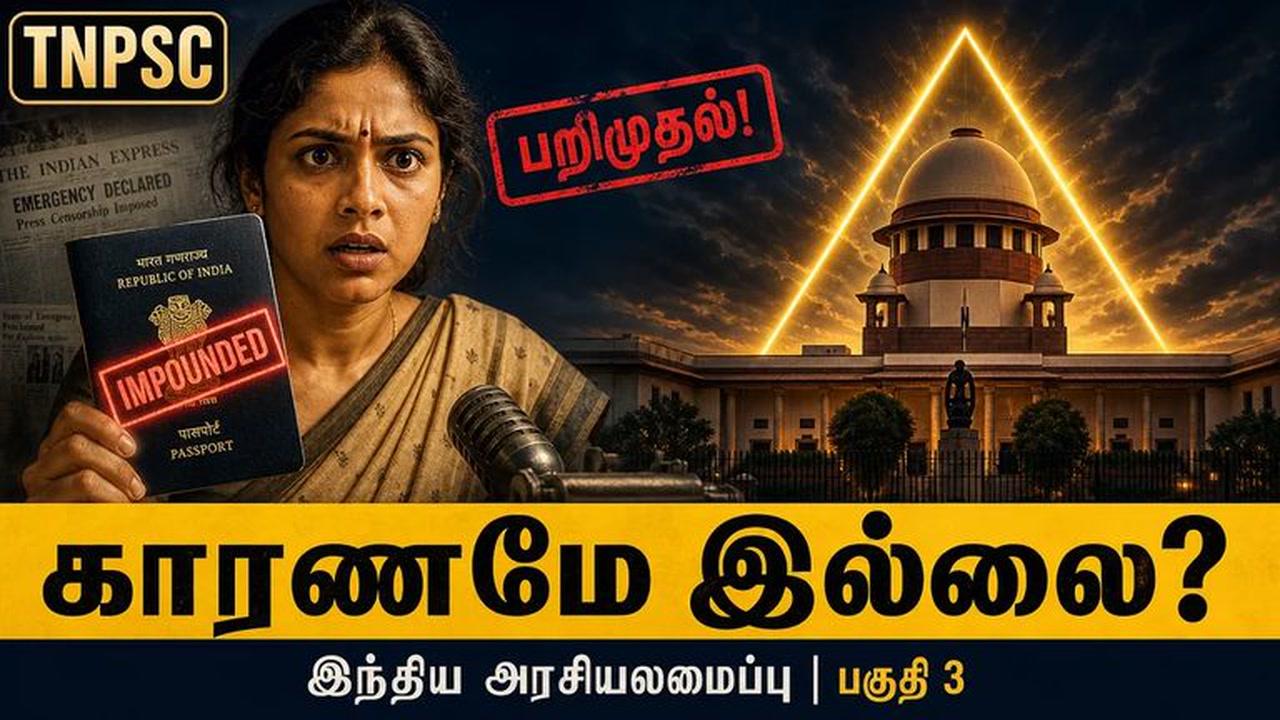 TNPSC
THE INDIAN EXPRESS
EMERGENCY DECLARED
Press Censorship Imposed
பறிமுதல்!
भारत गणराज्य
REPUBLIC OF INDIA
IMPOUNDED
पासपोर्ट
PASSPORT
காரணமே இல்லை?
இந்திய அரசியலமைப்பு | பகுதி 3